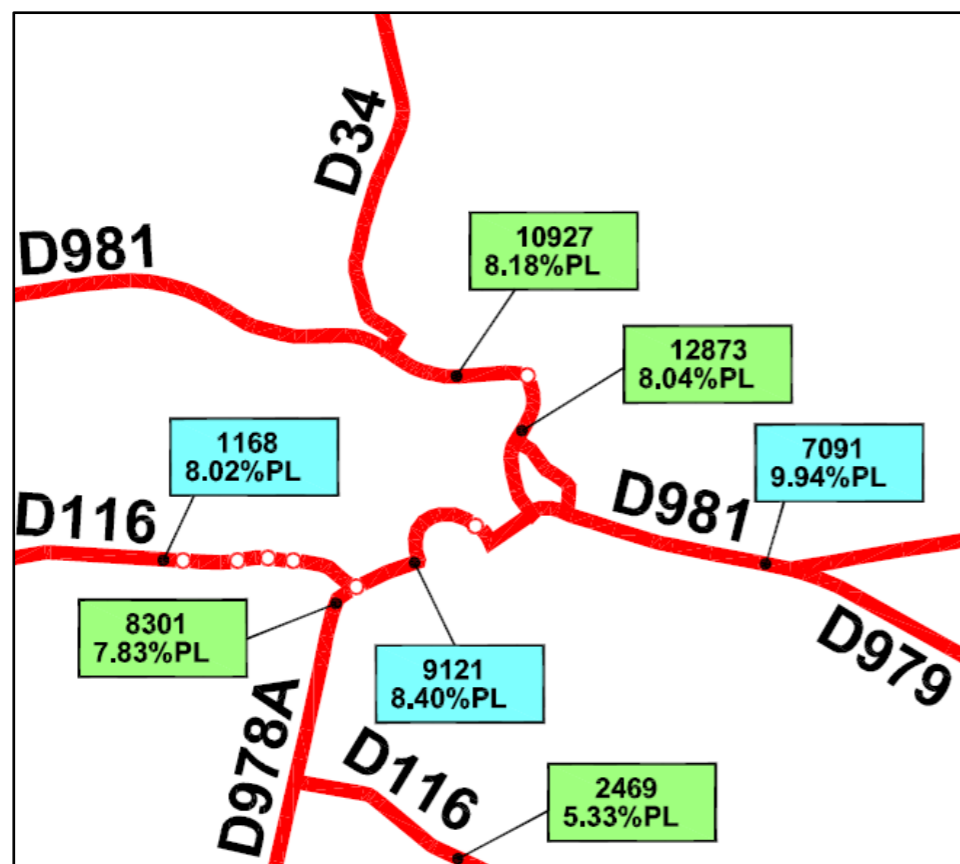 D34
D981
10927
8.18%PL
12873
8.04%PL
1168
8.02%PL
7091
9.94%PL
D116
D981
8301
7.83%PL
9121
8.40%PL
D979
D978A
D116
2469
5.33%PL